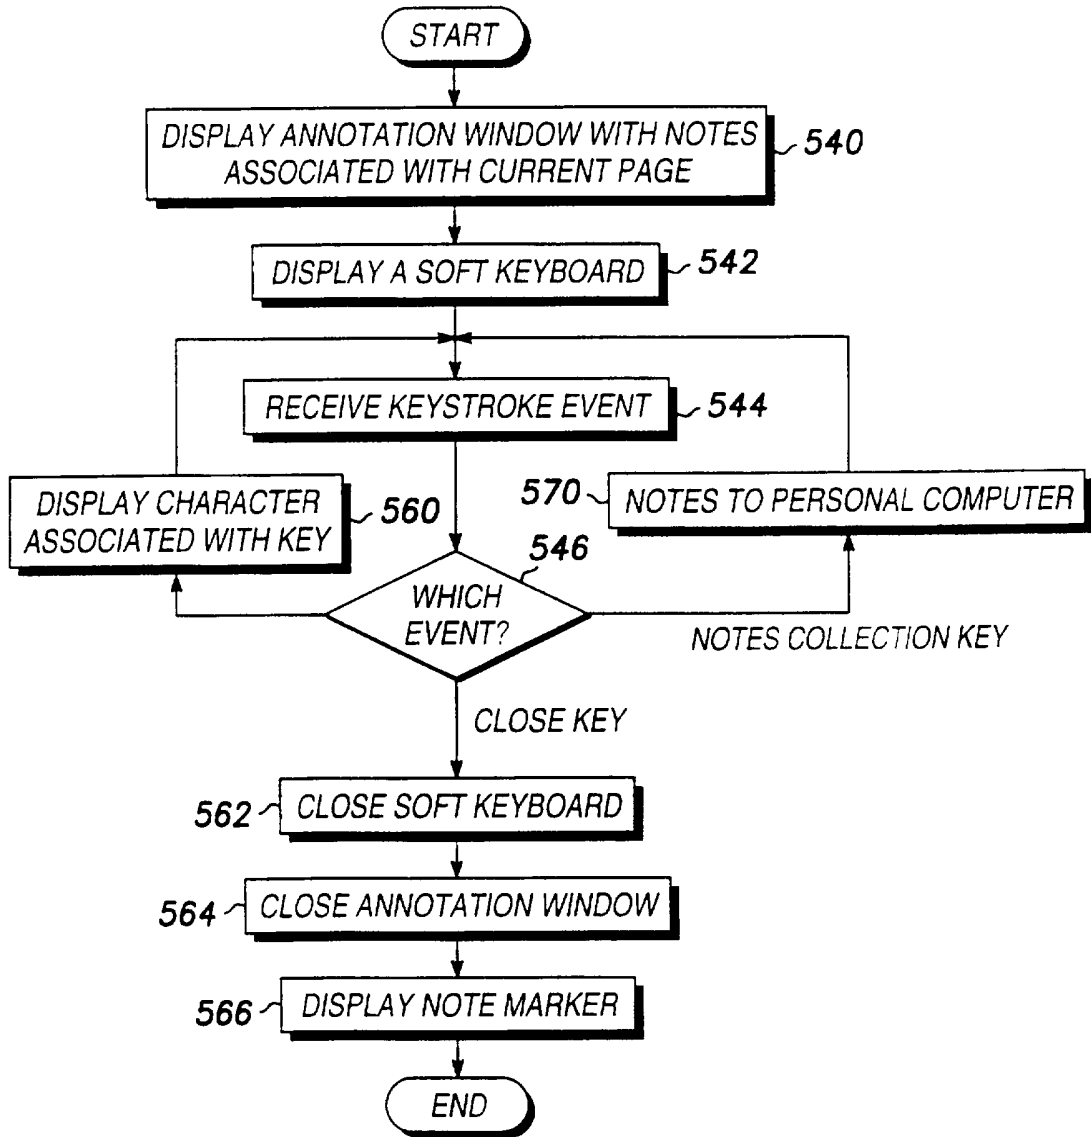 START
DISPLAY ANNOTATION WINDOW WITH NOTES
ASSOCIATED WITH CURRENT PAGE
540
DISPLAY A SOFT KEYBOARD
542
RECEIVE KEYSTROKE EVENT
544
DISPLAY CHARACTER
ASSOCIATED WITH KEY
560
570
NOTES TO PERSONAL COMPUTER
546
WHICH
EVENT?
NOTES COLLECTION KEY
CLOSE KEY
562
CLOSE SOFT KEYBOARD
564
CLOSE ANNOTATION WINDOW
566
DISPLAY NOTE MARKER
END